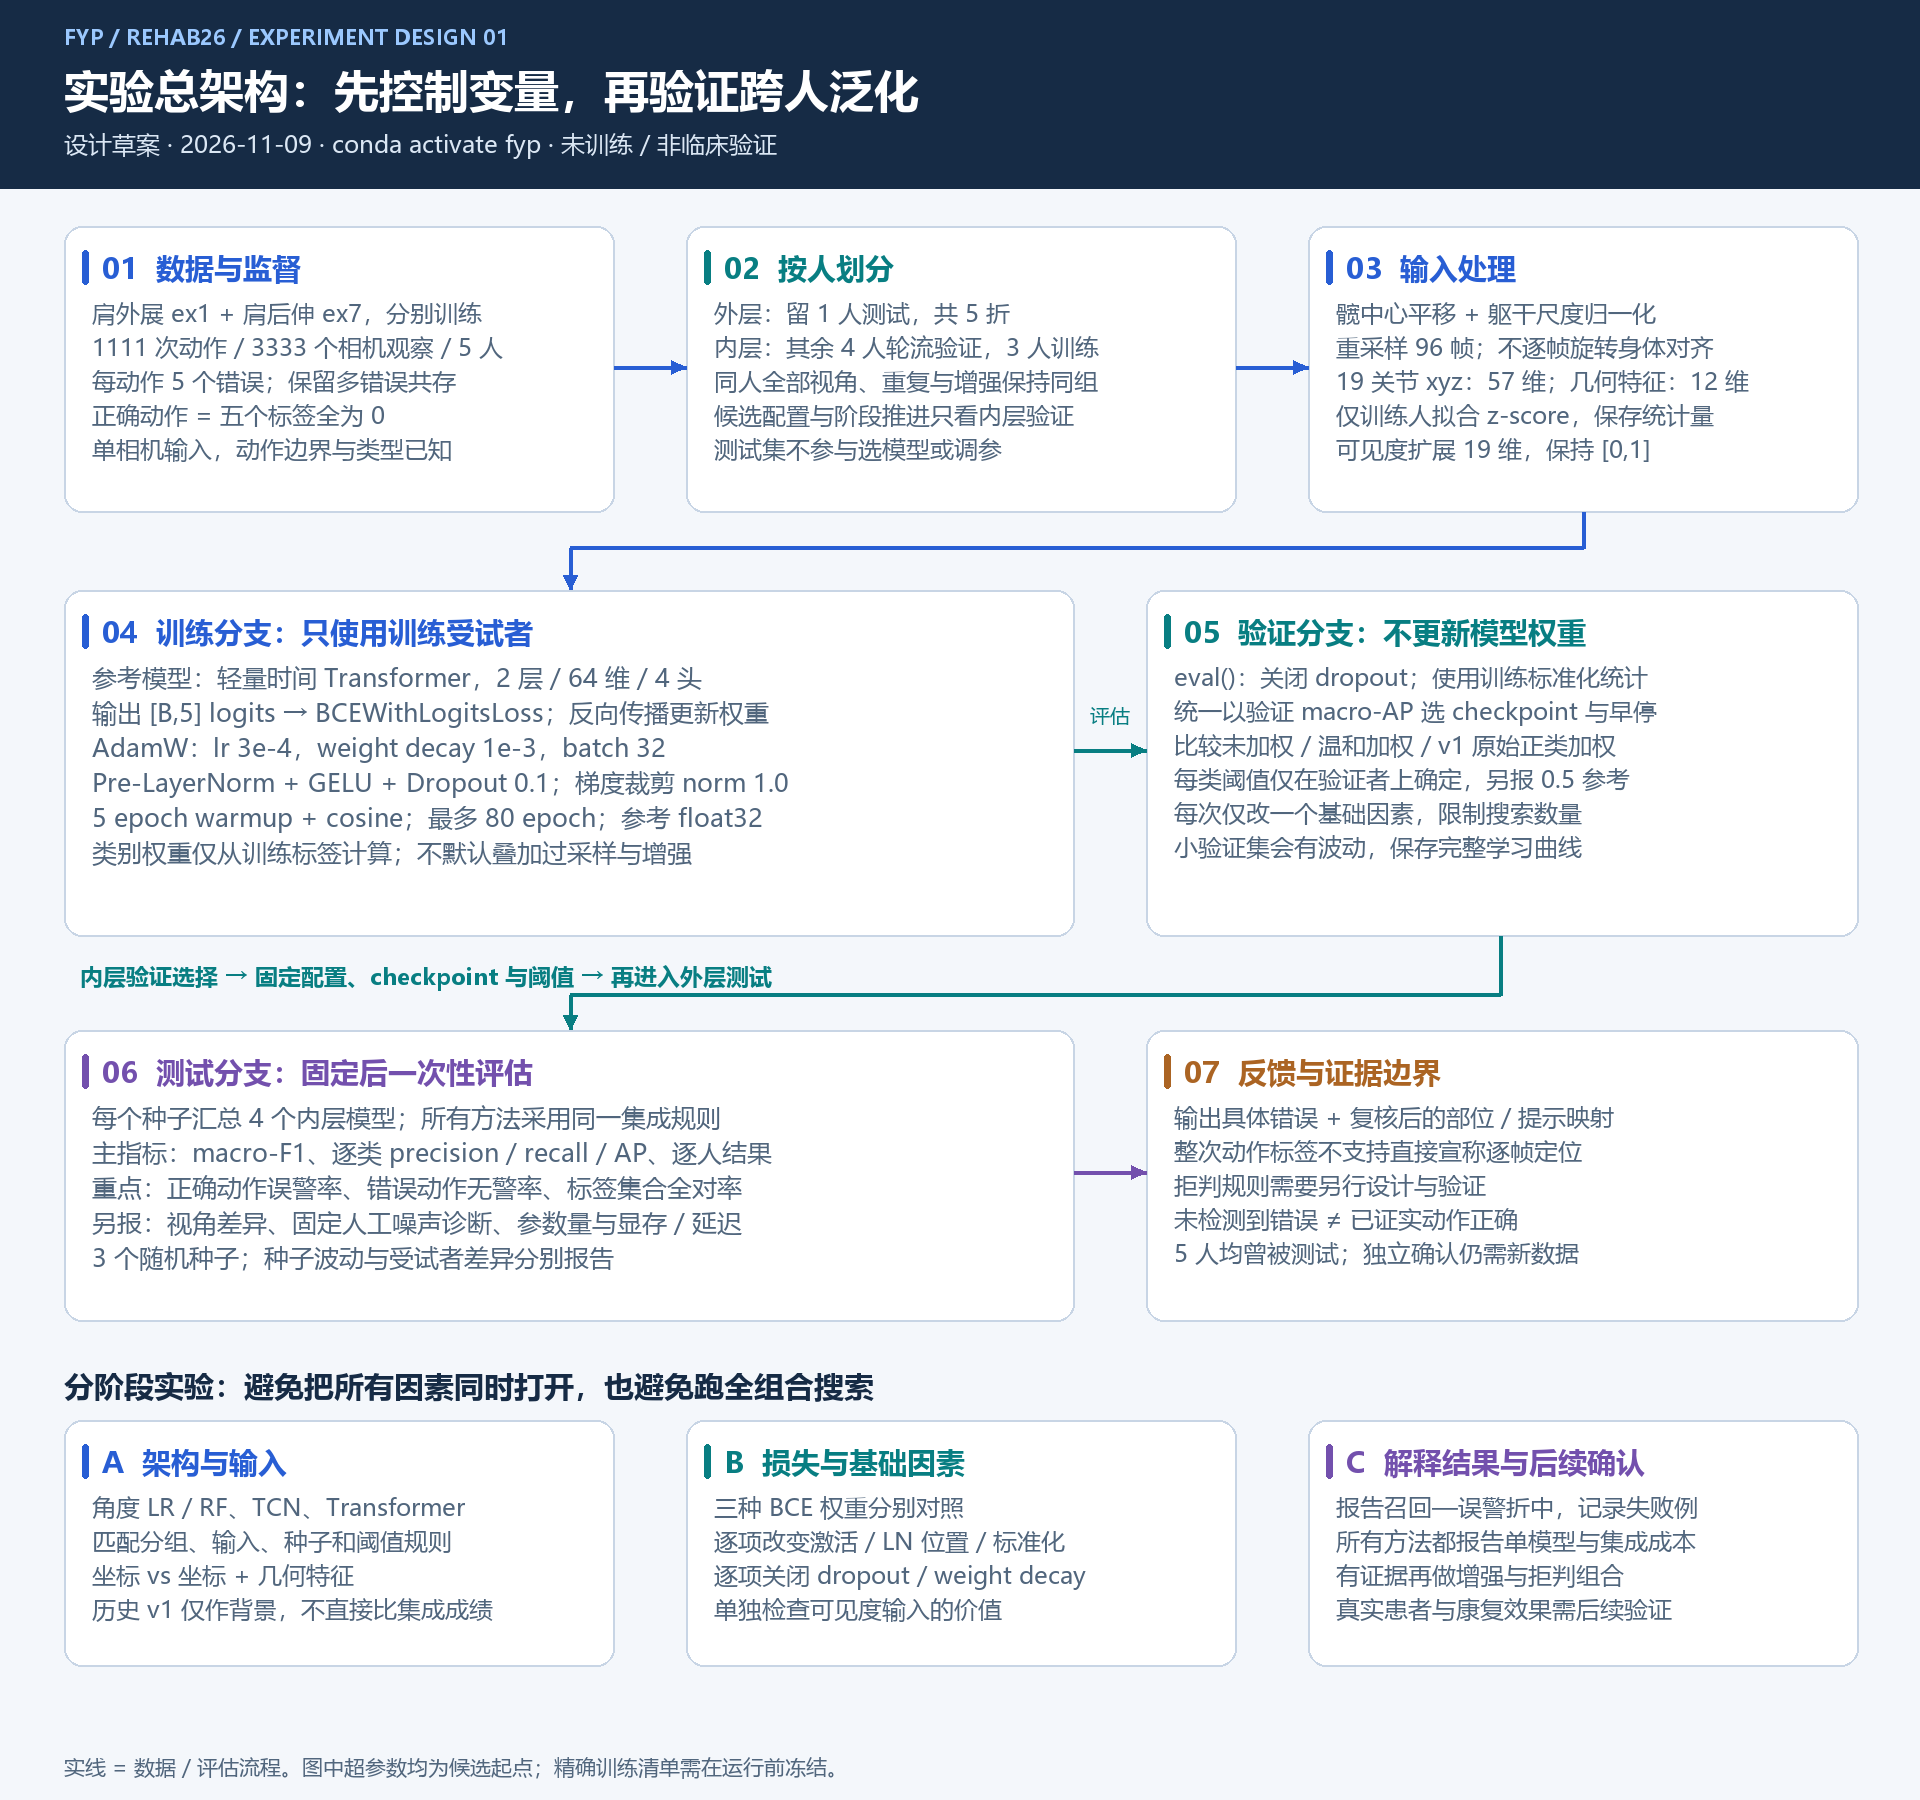 FYP / REHAB26 / EXPERIMENT DESIGN 01
实验总架构：先控制变量，再验证跨人泛化
设计草案 · 2026-11-09 · conda activate fyp · 未训练 / 非临床验证
01 数据与监督
肩外展 ex1 + 肩后伸 ex7，分别训练
1111 次动作 / 3333 个相机观察 / 5 人
每动作 5 个错误；保留多错误共存
正确动作 = 五个标签全为 0
单相机输入，动作边界与类型已知
02 按人划分
外层：留 1 人测试，共 5 折
内层：其余 4 人轮流验证，3 人训练
同人全部视角、重复与增强保持同组
候选配置与阶段推进只看内层验证
测试集不参与选模型或调参
03 输入处理
髋中心平移 + 躯干尺度归一化
重采样 96 帧；不逐帧旋转身体对齐
19 关节 xyz：57 维；几何特征：12 维
仅训练人拟合 z-score，保存统计量
可见度扩展 19 维，保持 [0,1]
04 训练分支：只使用训练受试者
参考模型：轻量时间 Transformer，2 层 / 64 维 / 4 头
输出 [B,5] logits → BCEWithLogitsLoss；反向传播更新权重
AdamW：lr 3e-4，weight decay 1e-3，batch 32
Pre-LayerNorm + GELU + Dropout 0.1；梯度裁剪 norm 1.0
5 epoch warmup + cosine；最多 80 epoch；参考 float32
类别权重仅从训练标签计算；不默认叠加过采样与增强
评估
05 验证分支：不更新模型权重
eval()：关闭 dropout；使用训练标准化统计
统一以验证 macro-AP 选 checkpoint 与早停
比较未加权 / 温和加权 / v1 原始正类加权
每类阈值仅在验证者上确定，另报 0.5 参考
每次仅改一个基础因素，限制搜索数量
小验证集会有波动，保存完整学习曲线
内层验证选择 → 固定配置、checkpoint 与阈值 → 再进入外层测试
06 测试分支：固定后一次性评估
每个种子汇总 4 个内层模型；所有方法采用同一集成规则
主指标：macro-F1、逐类 precision / recall / AP、逐人结果
重点：正确动作误警率、错误动作无警率、标签集合全对率
另报：视角差异、固定人工噪声诊断、参数量与显存 / 延迟
3 个随机种子；种子波动与受试者差异分别报告
07 反馈与证据边界
输出具体错误 + 复核后的部位 / 提示映射
整次动作标签不支持直接宣称逐帧定位
拒判规则需要另行设计与验证
未检测到错误 ≠ 已证实动作正确
5 人均曾被测试；独立确认仍需新数据
分阶段实验：避免把所有因素同时打开，也避免跑全组合搜索
A 架构与输入
角度 LR / RF、TCN、Transformer
匹配分组、输入、种子和阈值规则
坐标 vs 坐标 + 几何特征
历史 v1 仅作背景，不直接比集成成绩
B 损失与基础因素
三种 BCE 权重分别对照
逐项改变激活 / LN 位置 / 标准化
逐项关闭 dropout / weight decay
单独检查可见度输入的价值
C 解释结果与后续确认
报告召回—误警折中，记录失败例
所有方法都报告单模型与集成成本
有证据再做增强与拒判组合
真实患者与康复效果需后续验证
实线 = 数据 / 评估流程。图中超参数均为候选起点；精确训练清单需在运行前冻结。